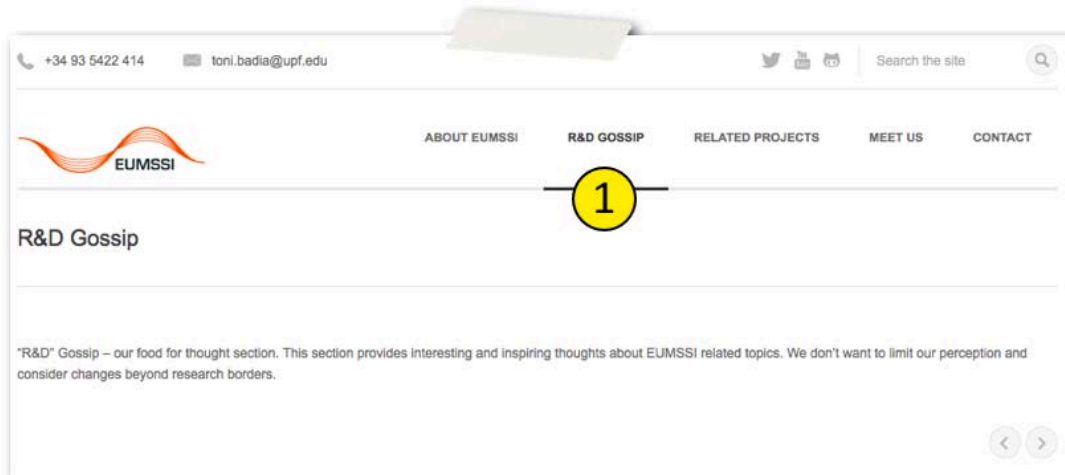 +34 93 5422 414 toni.badia@upf.edu Search the site
EUMSSI
ABOUT EUMSSI R&D GOSSIP RELATED PROJECTS MEET US CONTACT
1
R&D Gossip
"R&D" Gossip – our food for thought section. This section provides interesting and inspiring thoughts about EUMSSI related topics. We don't want to limit our perception and
consider changes beyond research borders.